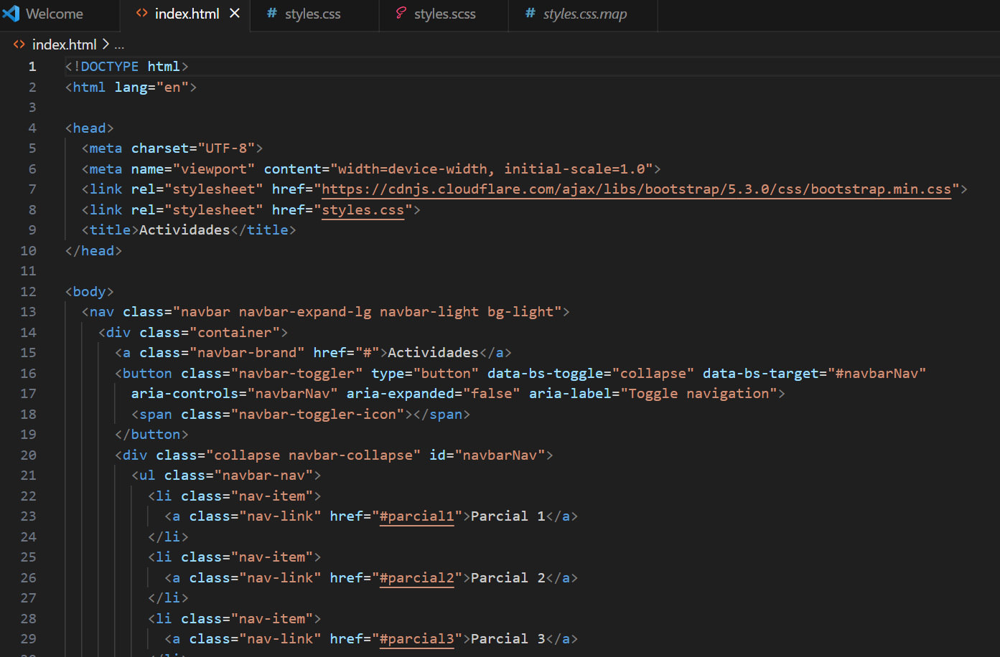 Welcome index.html styles.css styles.scss styles.css.map
index.html > ...
1 <!DOCTYPE html>
2 <html lang="en">
3
4 <head>
5   <meta charset="UTF-8">
6   <meta name="viewport" content="width=device-width, initial-scale=1.0">
7   <link rel="stylesheet" href="https://cdnjs.cloudflare.com/ajax/libs/bootstrap/5.3.0/css/bootstrap.min.css">
8   <link rel="stylesheet" href="styles.css">
9   <title>Actividades</title>
10 </head>
11
12 <body>
13   <nav class="navbar navbar-expand-lg navbar-light bg-light">
14     <div class="container">
15       <a class="navbar-brand" href="#">Actividades</a>
16       <button class="navbar-toggler" type="button" data-bs-toggle="collapse" data-bs-target="#navbarNav"
17         aria-controls="navbarNav" aria-expanded="false" aria-label="Toggle navigation">
18         <span class="navbar-toggler-icon"></span>
19       </button>
20       <div class="collapse navbar-collapse" id="navbarNav">
21         <ul class="navbar-nav">
22           <li class="nav-item">
23             <a class="nav-link" href="#parcial1">Parcial 1</a>
24           </li>
25           <li class="nav-item">
26             <a class="nav-link" href="#parcial2">Parcial 2</a>
27           </li>
28           <li class="nav-item">
29             <a class="nav-link" href="#parcial3">Parcial 3</a>